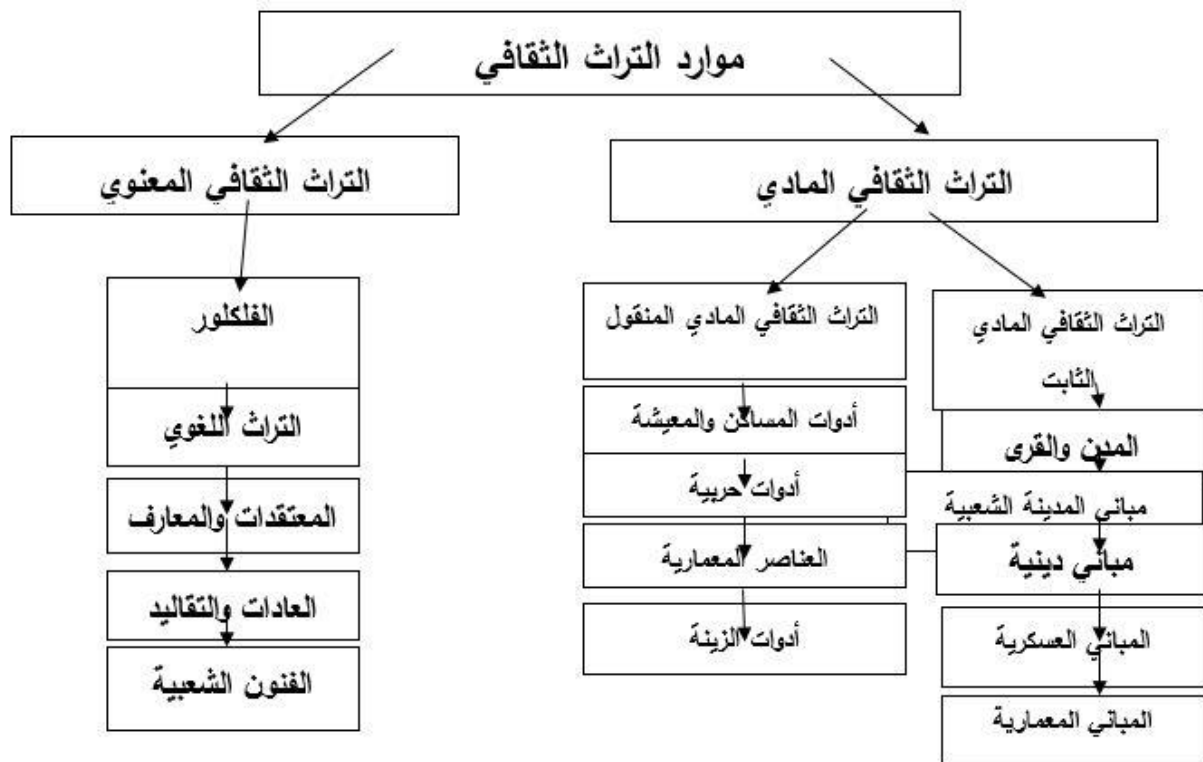 موارد التراث الثقافي
التراث الثقافي المادي
التراث الثقافي المعنوي
التراث الثقافي المادي
الثابت
المدن والقرى
مباني المدينة الشعبية
مباني دينية
المباني العسكرية
المباني المعمارية
التراث الثقافي المادي المنقول
أدوات المساكن والمعيشة
أدوات حربية
العناصر المعمارية
أدوات الزينة
الفلكلور
التراث اللغوي
المعتقدات والمعارف
العادات والتقاليد
الفنون الشعبية